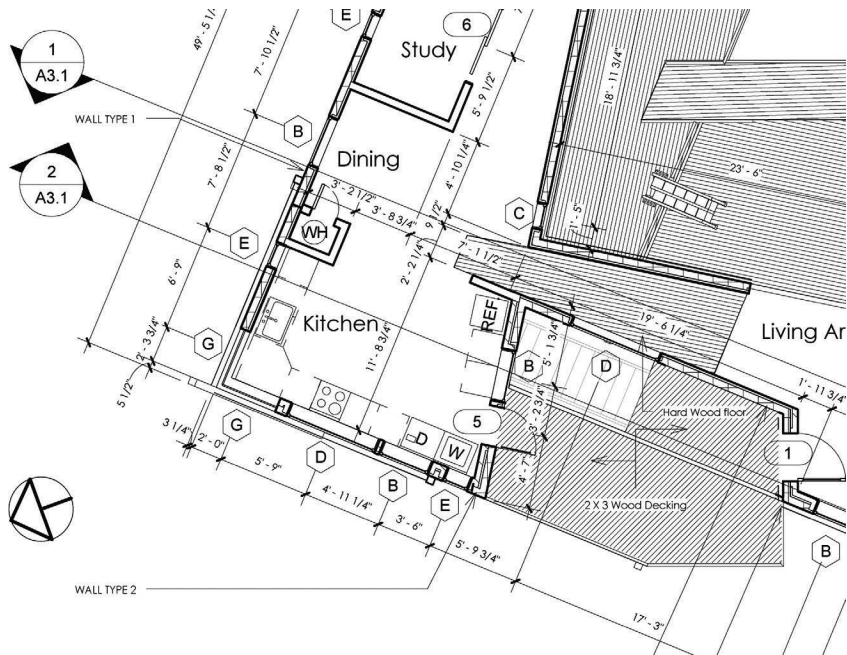 E
6
Study
49' - 5 1/4"
7' - 10 1/2"
1
A3.1
18' - 11 3/4"
5' - 9 1/2"
WALL TYPE 1
B
Dining
7' - 8 1/2"
4' - 10 1/4"
23' - 6"
2
A3.1
3' - 2 1/2"
3' - 8 3/4"
9 1/2"
C
1' - 5"
WH
E
7' - 1 1/2"
2' - 2 1/4"
6' - 9"
Kitchen
REF.
19' - 6 1/4"
Living Ar
G
11' - 8 3/4"
5' - 1 3/4"
2' - 3 3/4"
B
D
5 1/2"
1' - 11 3/4"
G
3 1/4"
2' - 0"
5
3' - 2 3/4"
Hard Wood floor
D
W
1
D
5' - 9"
4' - 7"
B
4' - 11 1/4"
E
2 X 3 Wood Decking
3' - 6"
B
5' - 9 3/4"
WALL TYPE 2
17' - 3"